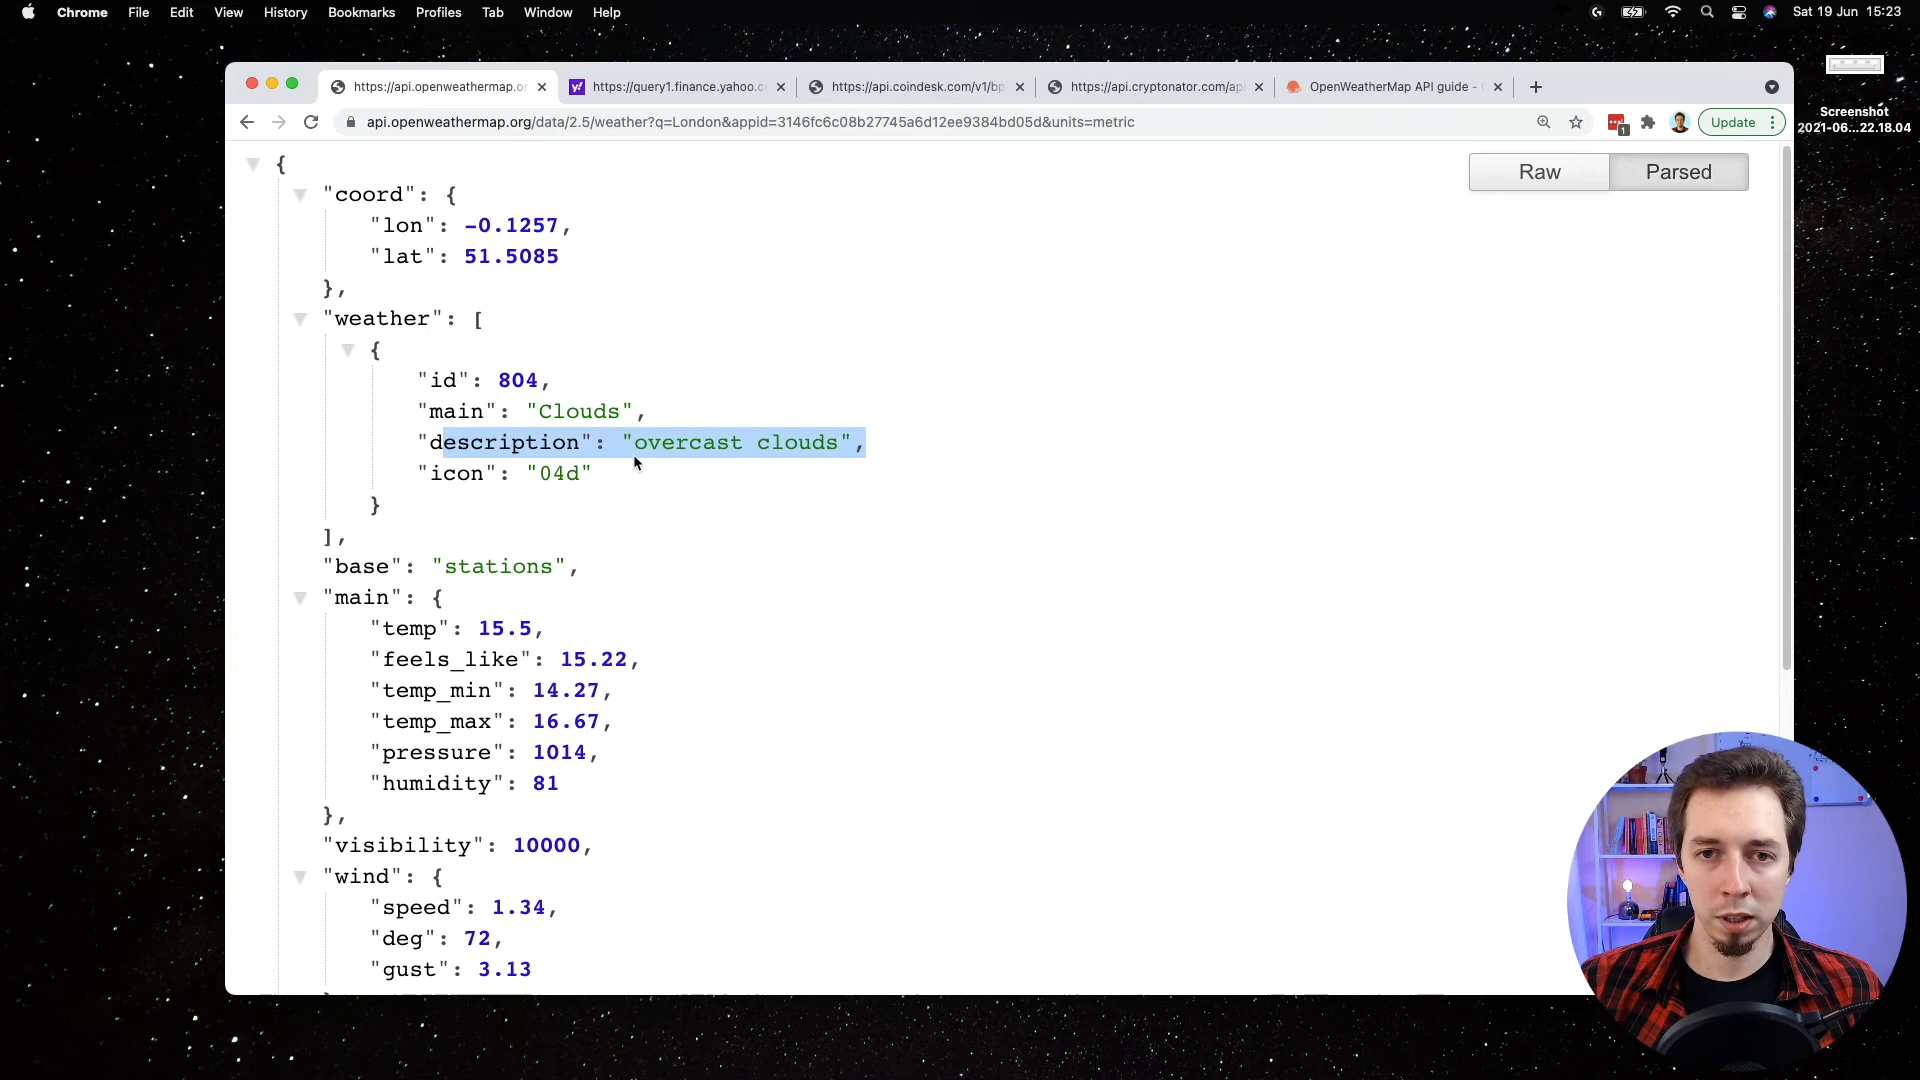 Chrome File Edit View History Bookmarks Profiles Tab Window Help
Sat 19 Jun 15:23
https://api.openweathermap.or
https://query1.finance.yahoo.c
https://api.coindesk.com/v1/bp
https://api.cryptonator.com/api
OpenWeatherMap API guide -
api.openweathermap.org/data/2.5/weather?q=London&appid=3146fc6c08b27745a6d12ee9384bd05d&units=metric
1
Update
Screenshot
2021-06...22.18.04
Raw Parsed
{
"coord": {
"lon": -0.1257,
"lat": 51.5085
},
"weather": [
{
"id": 804,
"main": "Clouds",
"description": "overcast clouds",
"icon": "04d"
}
],
"base": "stations",
"main": {
"temp": 15.5,
"feels_like": 15.22,
"temp_min": 14.27,
"temp_max": 16.67,
"pressure": 1014,
"humidity": 81
},
"visibility": 10000,
"wind": {
"speed": 1.34,
"deg": 72,
"gust": 3.13